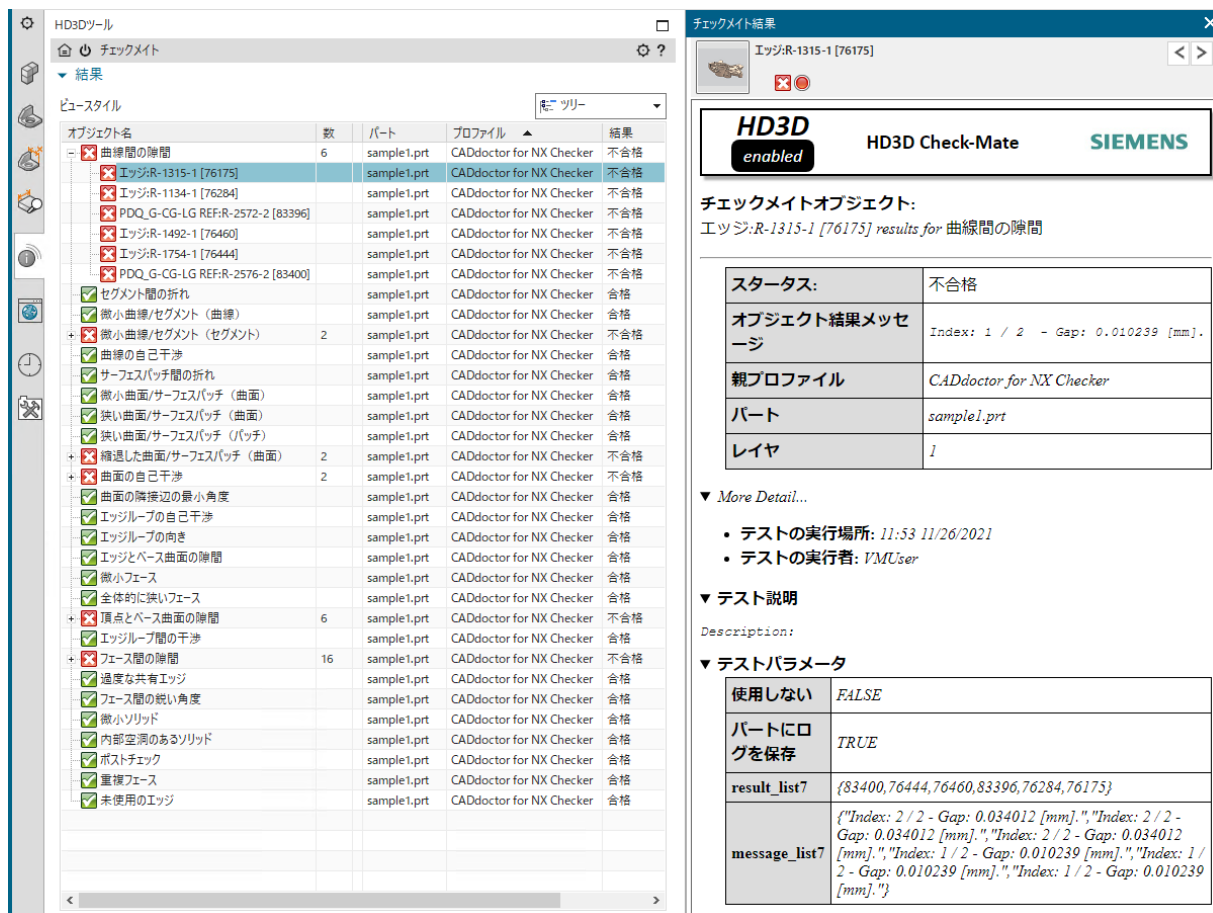 HD3Dツール
チェックメイト
?
結果
ビュースタイル
ツリー
オブジェクト名 数 パート プロファイル 結果
曲線間の隙間 6 sample1.prt CADdoctor for NX Checker 不合格
エッジ:R-1315-1 [76175] sample1.prt CADdoctor for NX Checker 不合格
エッジ:R-1134-1 [76284] sample1.prt CADdoctor for NX Checker 不合格
PDQ_G-CG-LG REF:R-2572-2 [83396] sample1.prt CADdoctor for NX Checker 不合格
エッジ:R-1492-1 [76460] sample1.prt CADdoctor for NX Checker 不合格
エッジ:R-1754-1 [76444] sample1.prt CADdoctor for NX Checker 不合格
PDQ_G-CG-LG REF:R-2576-2 [83400] sample1.prt CADdoctor for NX Checker 不合格
セグメント間の折れ sample1.prt CADdoctor for NX Checker 合格
微小曲線/セグメント（曲線） sample1.prt CADdoctor for NX Checker 合格
微小曲線/セグメント（セグメント） 2 sample1.prt CADdoctor for NX Checker 不合格
曲線の自己干渉 sample1.prt CADdoctor for NX Checker 合格
サーフェスパッチ間の折れ sample1.prt CADdoctor for NX Checker 合格
微小曲面/サーフェスパッチ（曲面） sample1.prt CADdoctor for NX Checker 合格
狭い曲面/サーフェスパッチ（曲面） sample1.prt CADdoctor for NX Checker 合格
狭い曲面/サーフェスパッチ（パッチ） sample1.prt CADdoctor for NX Checker 合格
縮退した曲面/サーフェスパッチ（曲面） 2 sample1.prt CADdoctor for NX Checker 不合格
曲面の自己干渉 2 sample1.prt CADdoctor for NX Checker 不合格
曲面の隣接辺の最小角度 sample1.prt CADdoctor for NX Checker 合格
エッジループの自己干渉 sample1.prt CADdoctor for NX Checker 合格
エッジループの向き sample1.prt CADdoctor for NX Checker 合格
エッジとベース曲面の隙間 sample1.prt CADdoctor for NX Checker 合格
微小フェース sample1.prt CADdoctor for NX Checker 合格
全体的に狭いフェース sample1.prt CADdoctor for NX Checker 合格
頂点とベース曲面の隙間 6 sample1.prt CADdoctor for NX Checker 不合格
エッジループ間の干渉 sample1.prt CADdoctor for NX Checker 合格
フェース間の隙間 16 sample1.prt CADdoctor for NX Checker 不合格
過度な共有エッジ sample1.prt CADdoctor for NX Checker 合格
フェース間の鋭い角度 sample1.prt CADdoctor for NX Checker 合格
微小ソリッド sample1.prt CADdoctor for NX Checker 合格
内部空洞のあるソリッド sample1.prt CADdoctor for NX Checker 合格
ポストチェック sample1.prt CADdoctor for NX Checker 合格
重複フェース sample1.prt CADdoctor for NX Checker 合格
未使用のエッジ sample1.prt CADdoctor for NX Checker 合格
チェックメイト結果
エッジ:R-1315-1 [76175]
HD3D
enabled
HD3D Check-Mate
SIEMENS
チェックメイトオブジェクト:
エッジ:R-1315-1 [76175] results for 曲線間の隙間
スタータス: 不合格
オブジェクト結果メッセ
ージ
Index: 1 / 2 - Gap: 0.010239 [mm].
親プロファイル CADdoctor for NX Checker
パート sample1.prt
レイヤ 1
▼ More Detail...
• テストの実行場所: 11:53 11/26/2021
• テストの実行者: VMUser
▼ テスト説明
Description:
▼ テストパラメータ
使用しない FALSE
パートにロ
グを保存
TRUE
result_list7 {83400,76444,76460,83396,76284,76175}
message_list7
{"Index: 2 / 2 - Gap: 0.034012 [mm].","Index: 2 / 2 -
Gap: 0.034012 [mm].","Index: 2 / 2 - Gap: 0.034012
[mm].","Index: 1 / 2 - Gap: 0.010239 [mm].","Index: 1 /
2 - Gap: 0.010239 [mm].","Index: 1 / 2 - Gap: 0.010239
[mm]."}